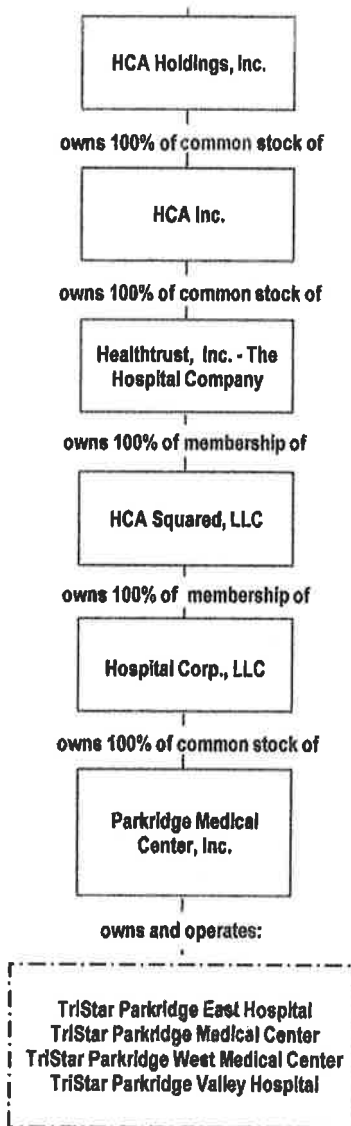 HCA Holdings, Inc.
owns 100% of common stock of
HCA Inc.
owns 100% of common stock of
Healthtrust, Inc. - The
Hospital Company
owns 100% of membership of
HCA Squared, LLC
owns 100% of membership of
Hospital Corp., LLC
owns 100% of common stock of
Parkridge Medical
Center, Inc.
owns and operates:
TriStar Parkridge East Hospital
TriStar Parkridge Medical Center
TriStar Parkridge West Medical Center
TriStar Parkridge Valley Hospital